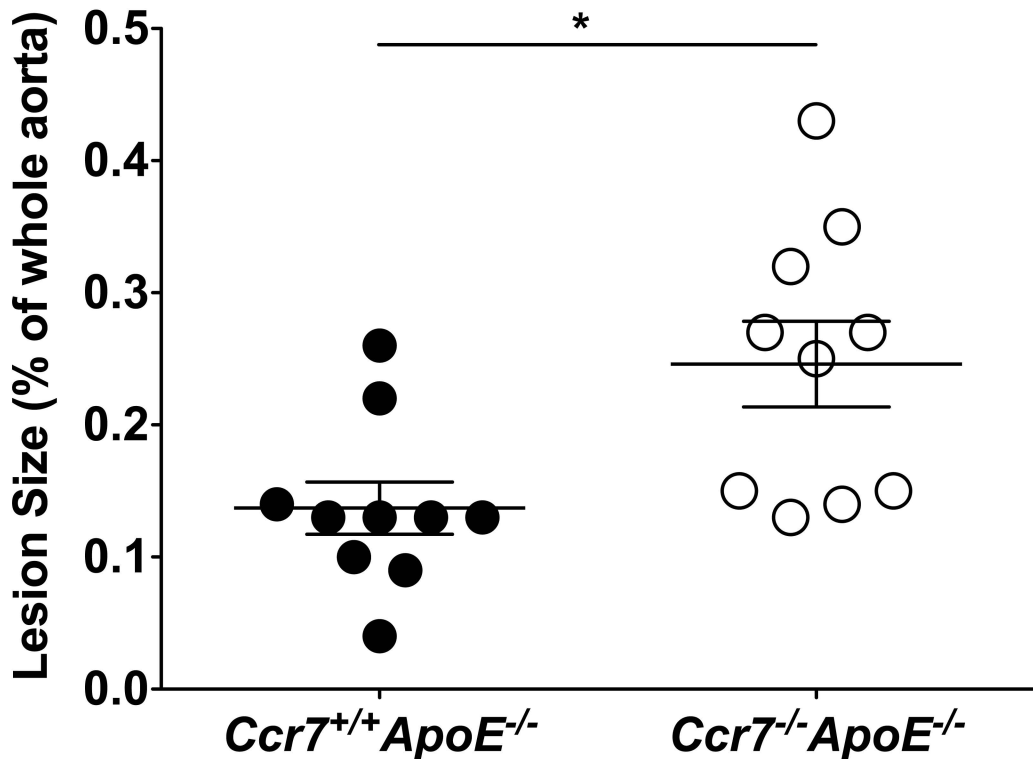 Lesion Size (% of whole aorta)
0.5
0.4
0.3
0.2
0.1
0.0
*
Ccr7+/+ApoE-/-
Ccr7-/-ApoE-/-